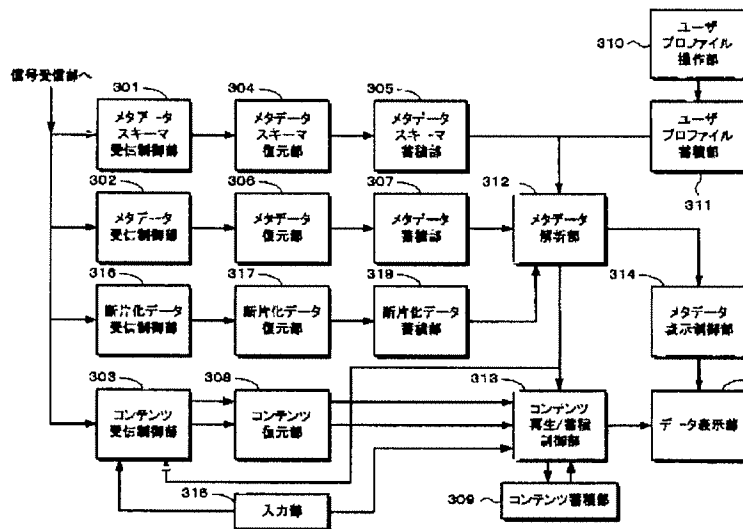 310
ユーザ
プロファイル
操作部
信号受信部へ
301
メタデータ
スキーマ
受信制御部
304
メタデータ
スキーマ
復元部
305
メタデータ
スキーマ
蓄積部
ユーザ
プロファイル
蓄積部
311
302
メタデータ
受信制御部
306
メタデータ
復元部
307
メタデータ
蓄積部
312
メタデータ
解析部
316
断片化データ
受信制御部
317
断片化データ
復元部
318
断片化データ
蓄積部
314
メタデータ
表示制御部
303
コンテンツ
受信制御部
308
コンテンツ
復元部
313
コンテンツ
再生/蓄積
制御部
データ表示部
316
入力部
309
コンテンツ蓄積部